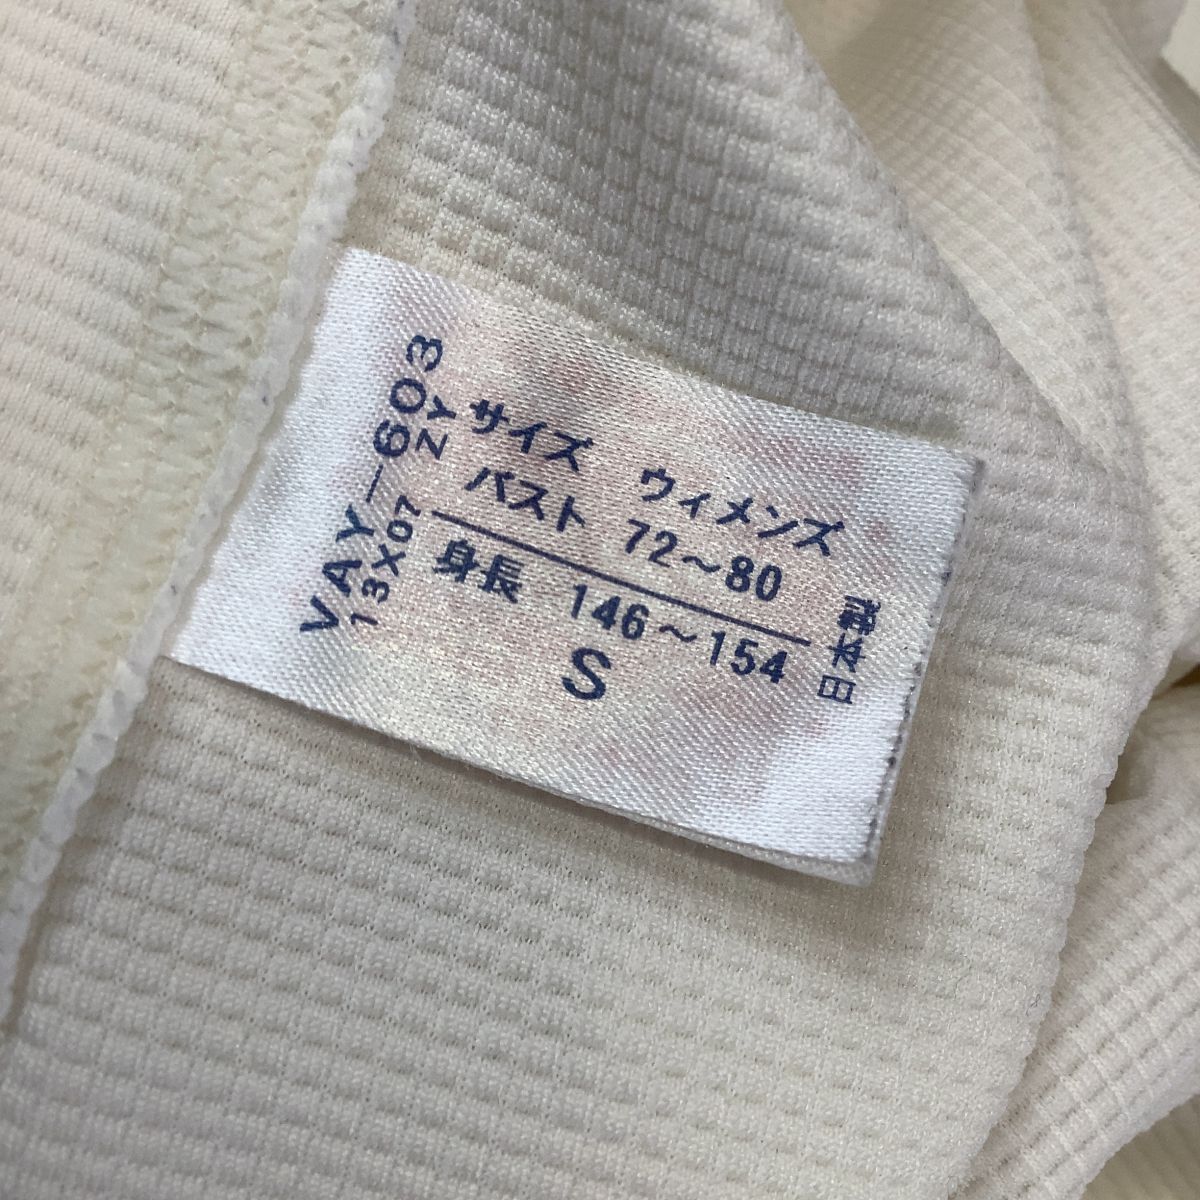 サイズ ウィメンズ
バスト 72～80
身長 146～154
S
VAY-603
ZY
13X07
日本製